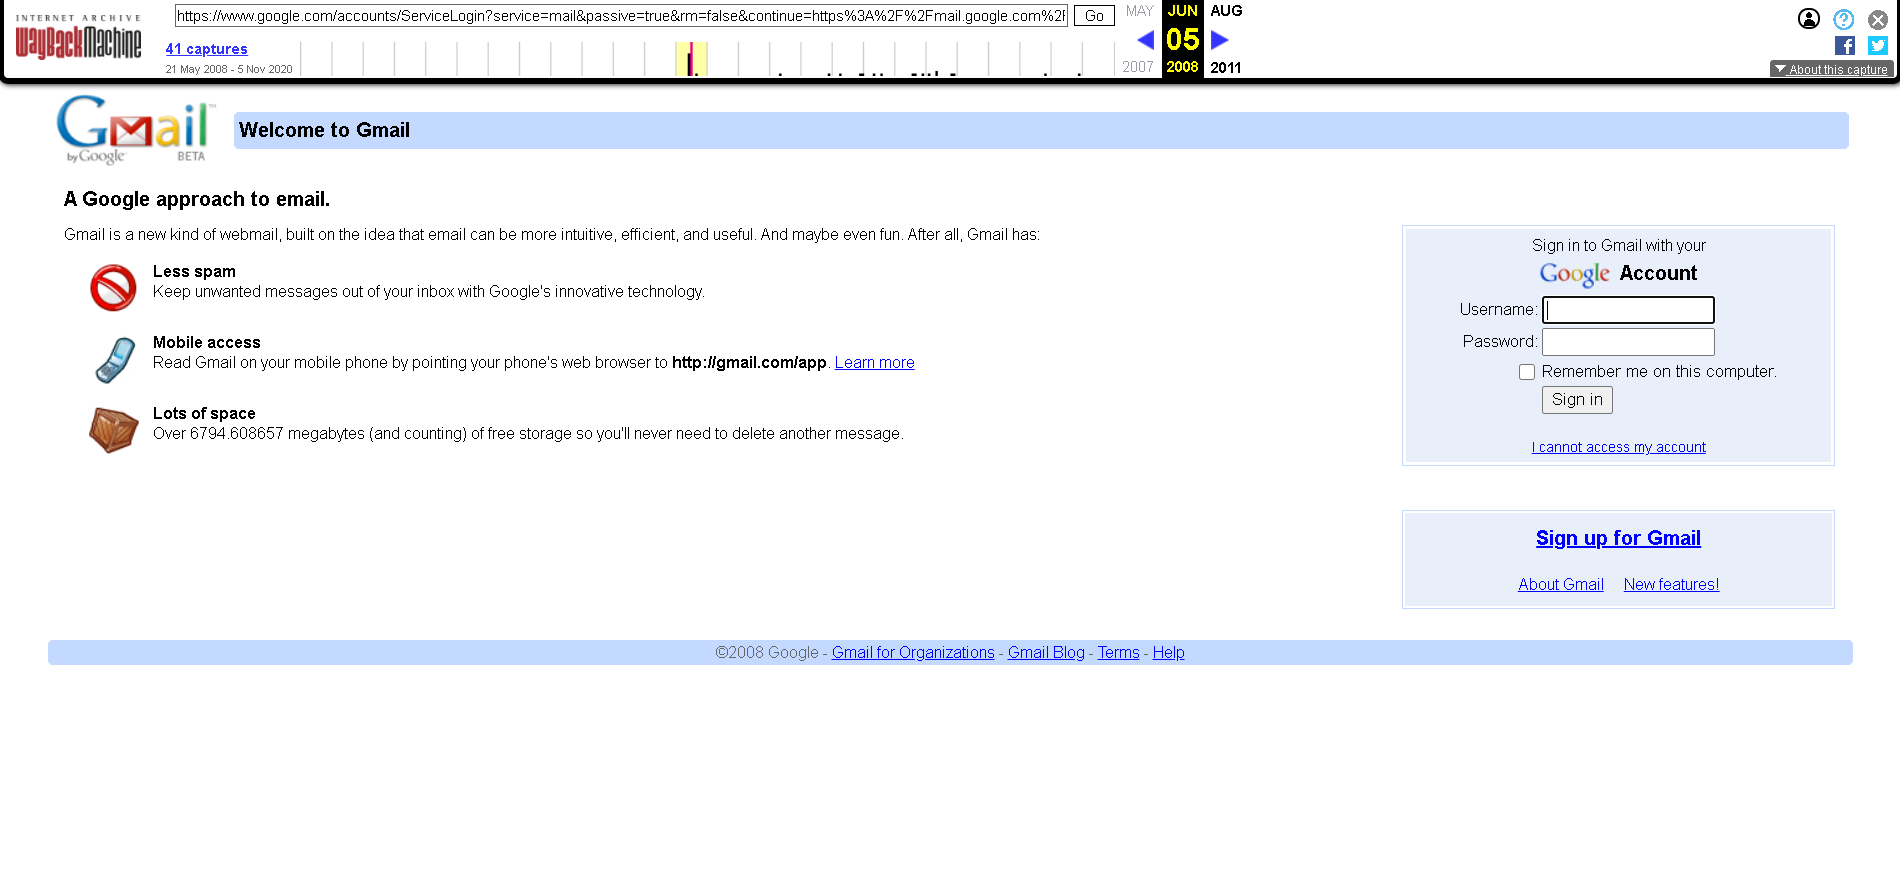 INTERNET ARCHIVE
WayBackMachine
https://www.google.com/accounts/ServiceLogin?service=mail&passive=true&rm=false&continue=https%3A%2F%2Fmail.google.com%2F
Go
41 captures
21 May 2008 - 5 Nov 2020
MAY JUN AUG
05
2007 2008 2011
About this capture
Gmail
by Google
BETA
TM
Welcome to Gmail
A Google approach to email.
Gmail is a new kind of webmail, built on the idea that email can be more intuitive, efficient, and useful. And maybe even fun. After all, Gmail has:
Less spam
Keep unwanted messages out of your inbox with Google's innovative technology.
Mobile access
Read Gmail on your mobile phone by pointing your phone's web browser to http://gmail.com/app. Learn more
Lots of space
Over 6794.608657 megabytes (and counting) of free storage so you'll never need to delete another message.
Sign in to Gmail with your
Google Account
Username:
Password:
Remember me on this computer.
Sign in
I cannot access my account
Sign up for Gmail
About Gmail New features!
©2008 Google - Gmail for Organizations - Gmail Blog - Terms - Help